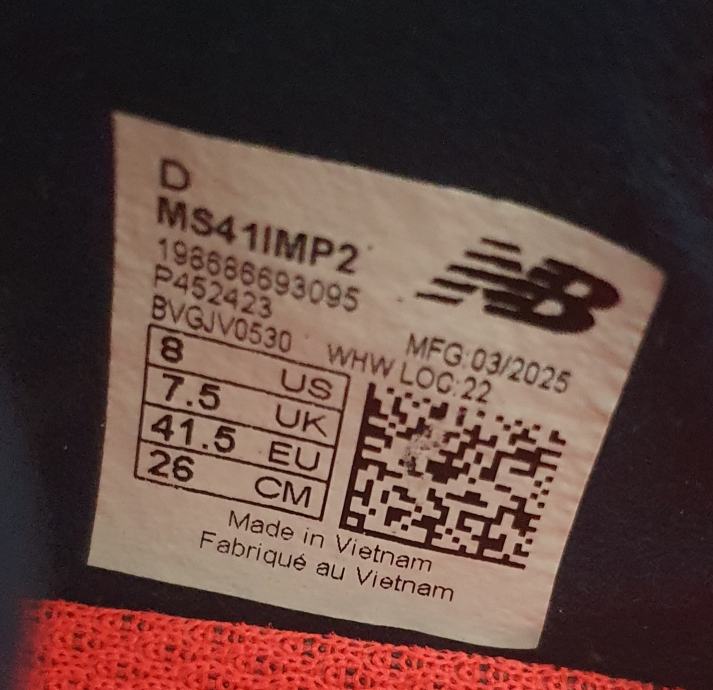 D
MS41IMP2
198686693095
P452423
BVGJV0530
NB
MFG:03/2025
WHW LOC:22
8 US
7.5 UK
41.5 EU
26 CM
Made in Vietnam
Fabriqué au Vietnam